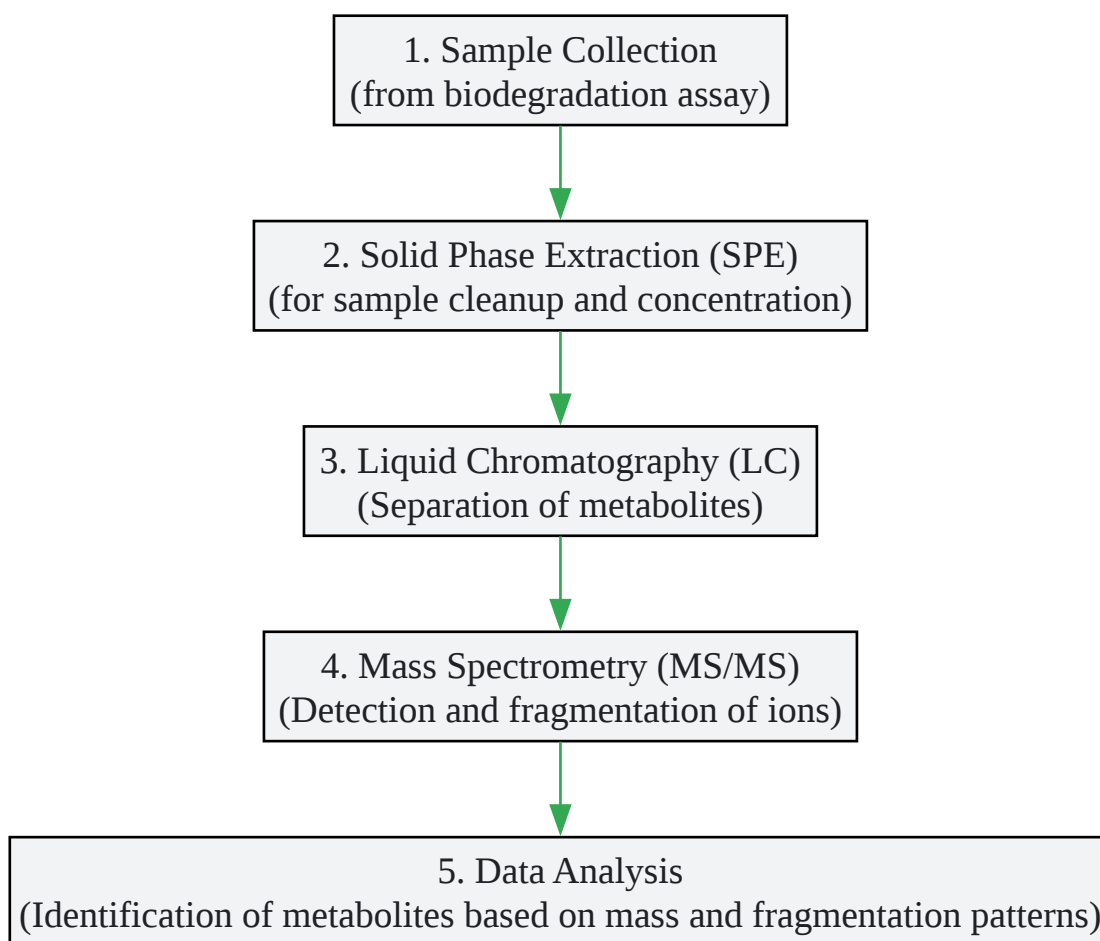 1. Sample Collection
(from biodegradation assay)
2. Solid Phase Extraction (SPE)
(for sample cleanup and concentration)
3. Liquid Chromatography (LC)
(Separation of metabolites)
4. Mass Spectrometry (MS/MS)
(Detection and fragmentation of ions)
5. Data Analysis
(Identification of metabolites based on mass and fragmentation patterns)